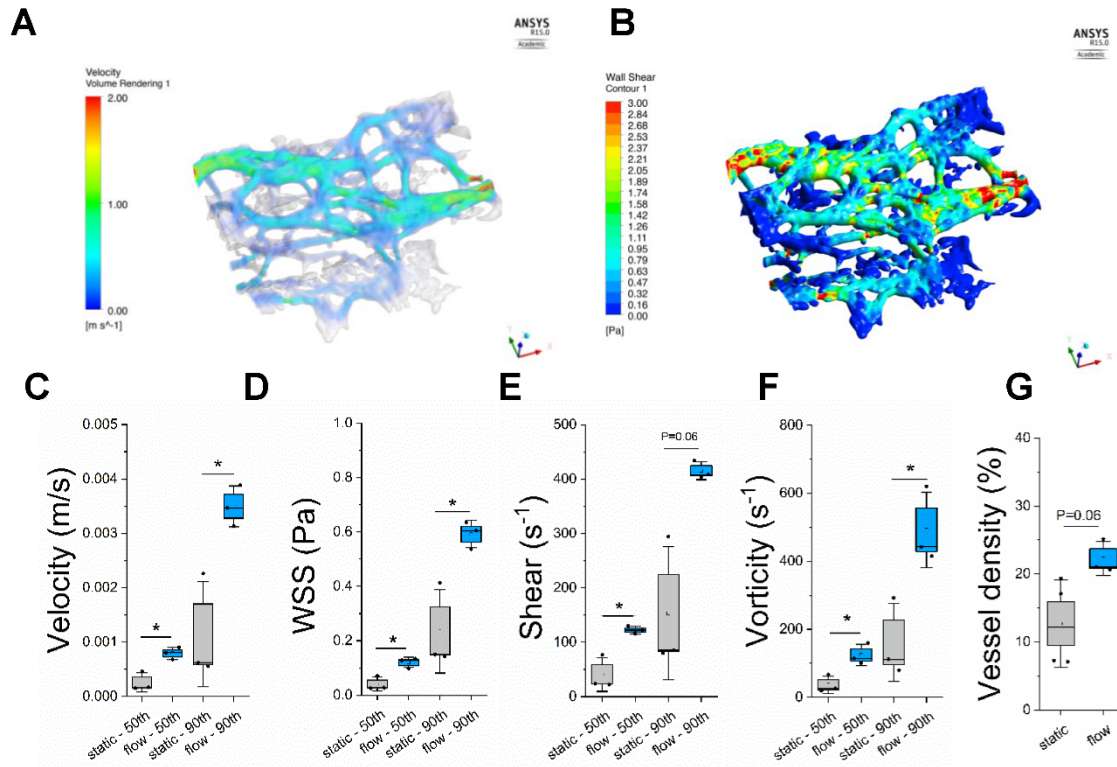 A
ANSYS
R15.0
Academic
Velocity
Volume Rendering 1
2.00
1.00
0.00
[m s^-1]
Y
X
B
ANSYS
R15.0
Academic
Wall Shear
Contour 1
3.00
2.84
2.68
2.53
2.37
2.21
2.05
1.89
1.74
1.58
1.42
1.26
1.11
0.95
0.79
0.63
0.47
0.32
0.16
0.00
[Pa]
Y
X
C
Velocity (m/s)
0.005
0.004
0.003
0.002
0.001
0.000
*
*
static - 50th
flow - 50th
static - 90th
flow - 90th
D
WSS (Pa)
1.0
0.8
0.6
0.4
0.2
0.0
*
*
static - 50th
flow - 50th
static - 90th
flow - 90th
E
Shear (s⁻¹)
500
400
300
200
100
0
*
P=0.06
static - 50th
flow - 50th
static - 90th
flow - 90th
F
Vorticity (s⁻¹)
800
600
400
200
0
*
*
static - 50th
flow - 50th
static - 90th
flow - 90th
G
Vessel density (%)
40
30
20
10
0
P=0.06
static
flow